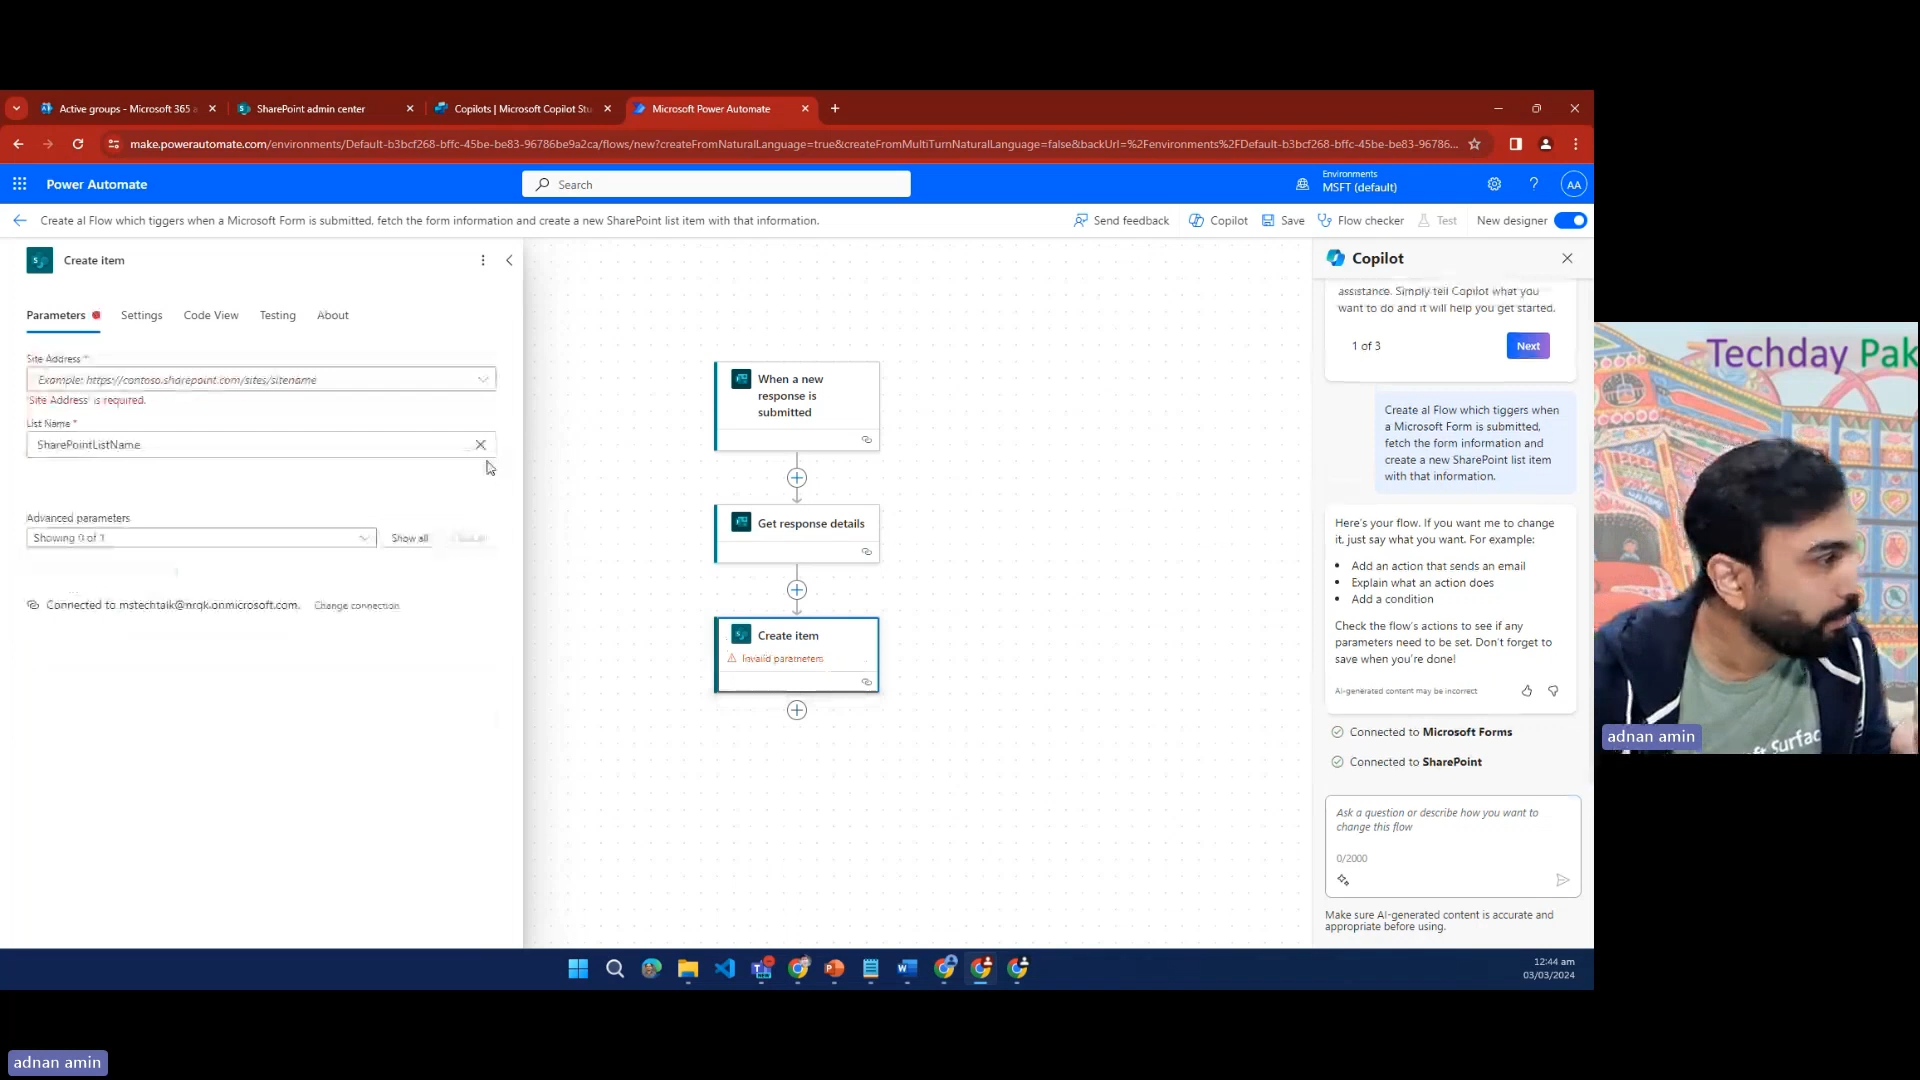 Active groups - Microsoft 365
SharePoint admin center
Copilots | Microsoft Copilot Stu
Microsoft Power Automate
make.powerautomate.com/environments/Default-b3bcf268-bffc-45be-be83-96786be9a2ca/flows/new?createFromNaturalLanguage=true&createFromMultiTurnNaturalLanguage=false&backUrl=%2Fenvironments%2FDefault-b3bcf268-bffc-45be-be83-96786...
Power Automate
Search
Environments
MSFT (default)
AA
Create al Flow which tiggers when a Microsoft Form is submitted, fetch the form information and create a new SharePoint list item with that information.
Send feedback
Copilot
Save
Flow checker
Test
New designer
Create item
Parameters
Settings
Code View
Testing
About
Site Address *
Example: https://contoso.sharepoint.com/sites/sitename
'Site Address' is required.
List Name *
SharePointListName
Advanced parameters
Showing 0 of 1
Show all
Connected to mstechtalk@nrqk.onmicrosoft.com.
Change connection
When a new
response is
submitted
Get response details
Create item
Invalid parameters
Copilot
assistance. Simply tell Copilot what you
want to do and it will help you get started.
1 of 3
Next
Create al Flow which tiggers when
a Microsoft Form is submitted,
fetch the form information and
create a new SharePoint list item
with that information.
Here's your flow. If you want me to change
it, just say what you want. For example:
• Add an action that sends an email
• Explain what an action does
• Add a condition
Check the flow's actions to see if any
parameters need to be set. Don't forget to
save when you're done!
AI-generated content may be incorrect
Connected to Microsoft Forms
Connected to SharePoint
Ask a question or describe how you want to
change this flow
0/2000
Make sure AI-generated content is accurate and
appropriate before using.
12:44 am
03/03/2024
Techday Pak
adnan amin
adnan amin